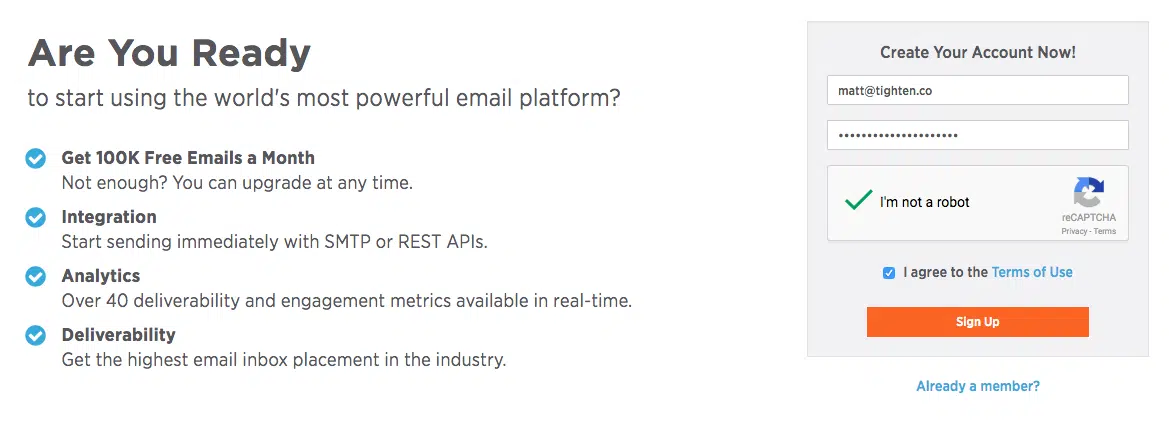 Are You Ready
to start using the world's most powerful email platform?
Get 100K Free Emails a Month
Not enough? You can upgrade at any time.
Integration
Start sending immediately with SMTP or REST APIs.
Analytics
Over 40 deliverability and engagement metrics available in real-time.
Deliverability
Get the highest email inbox placement in the industry.
Create Your Account Now!
matt@tighten.co
•••••••••••••••••••••
I'm not a robot
reCAPTCHA
Privacy - Terms
I agree to the Terms of Use
Sign Up
Already a member?